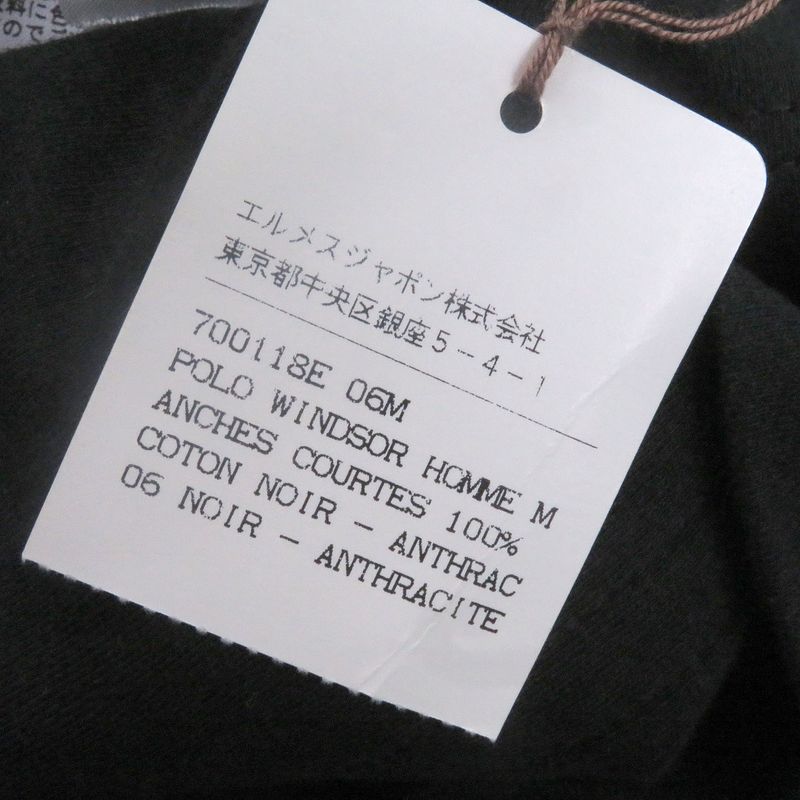 エルメスジャポン株式会社
東京都中央区銀座5-4-1
700118E 06M
POLO WINDSOR HOMME M
ANCHES COURTES 100%
COTON NOIR - ANTHRAC
06 NOIR - ANTHRACITE